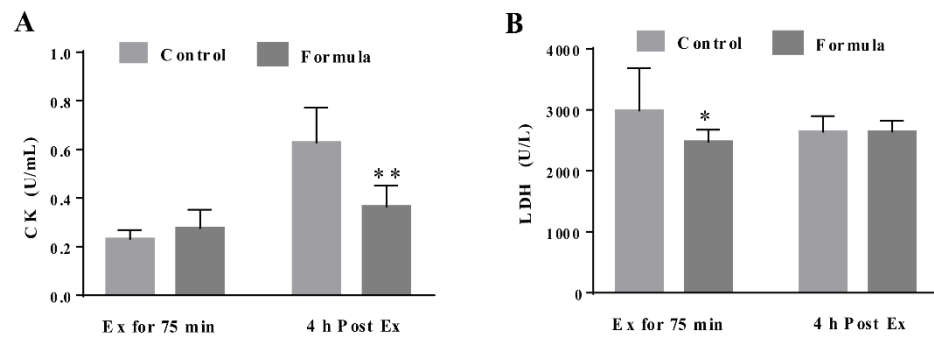 A
Control Formula
CK (U/mL)
1.0
0.8
0.6
0.4
0.2
0.0
**
Ex for 75 min 4 h Post Ex
B
Control Formula
LDH (U/L)
4000
3000
2000
1000
0
*
Ex for 75 min 4 h Post Ex